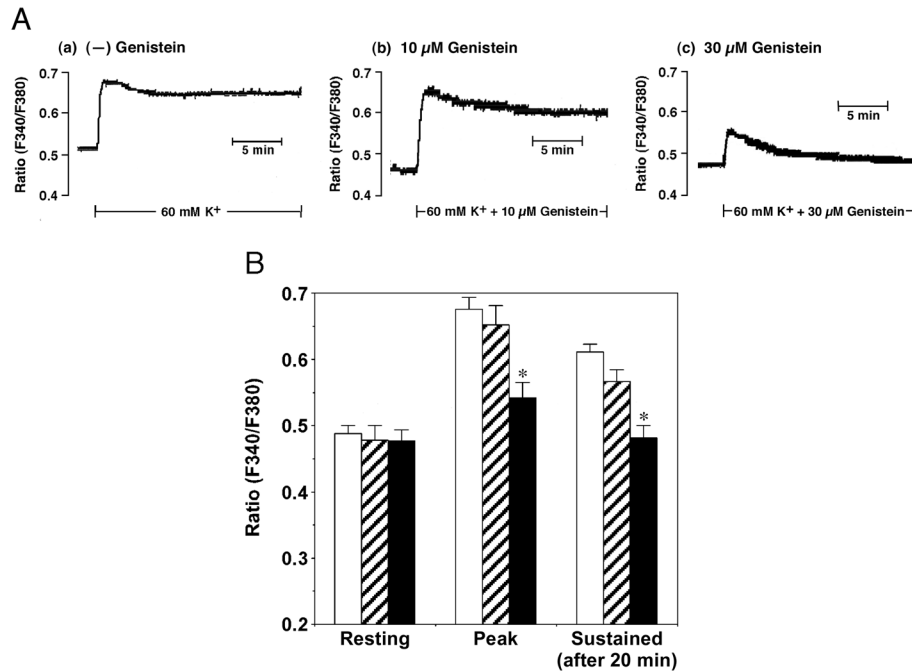 A
(a) (—) Genistein
(b) 10 µM Genistein
(c) 30 µM Genistein
Ratio (F340/F380)
0.7
0.6
0.5
0.4
5 min
60 mM K+
Ratio (F340/F380)
0.7
0.6
0.5
0.4
5 min
60 mM K+ + 10 µM Genistein
Ratio (F340/F380)
0.7
0.6
0.5
0.4
5 min
60 mM K+ + 30 µM Genistein
B
Ratio (F340/F380)
0.7
0.6
0.5
0.4
0.3
0.2
*
*
Resting
Peak
Sustained
(after 20 min)